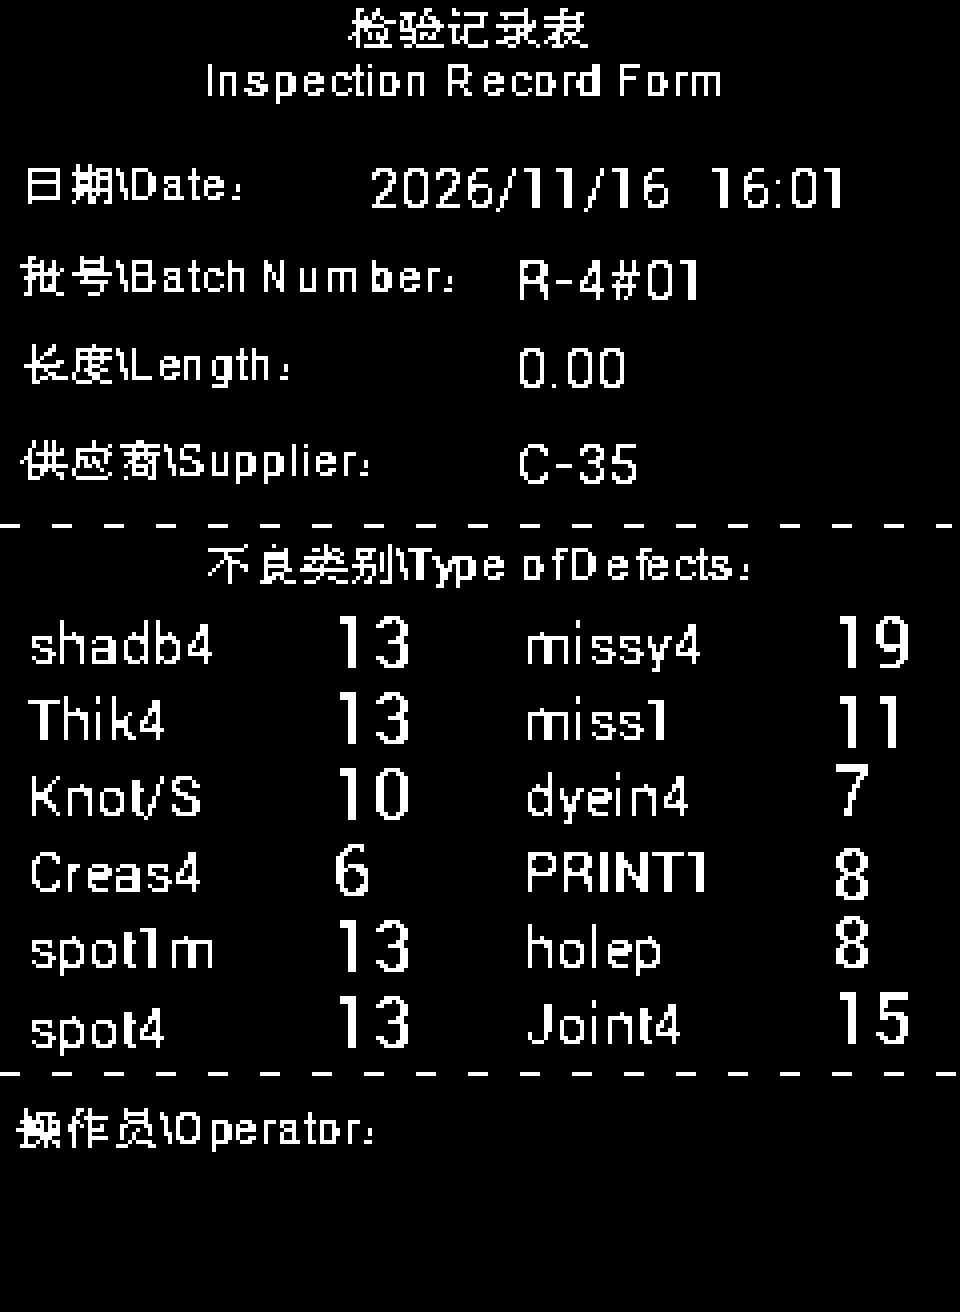 检验记录表
Inspection Record Form
日期\Date: 2026/11/16 16:01
批号\Batch Number: R-4#01
长度\Length: 0.00
供应商\Supplier: C-35
不良类别\Type of Defects:
shadb4 13 missy4 19
Thik4 13 miss1 11
Knot/S 10 dyein4 7
Creas4 6 PRINT1 8
spot1m 13 holep 8
spot4 13 Joint4 15
操作员\Operator: